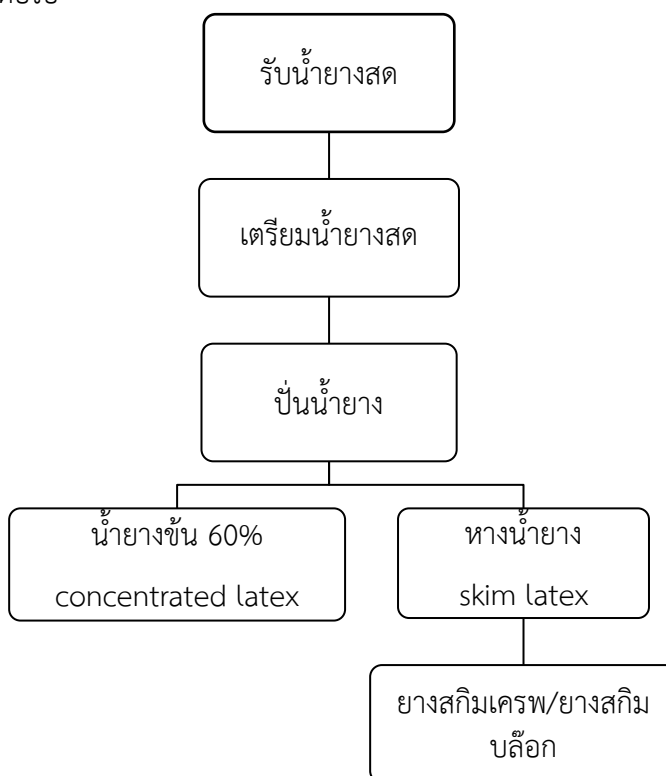 รับน้ำยางสด
เตรียมน้ำยางสด
ปั่นน้ำยาง
น้ำยางข้น 60%
concentrated latex
หางน้ำยาง
skim latex
ยางสกิมเครพ/ยางสกิม
บล๊อก